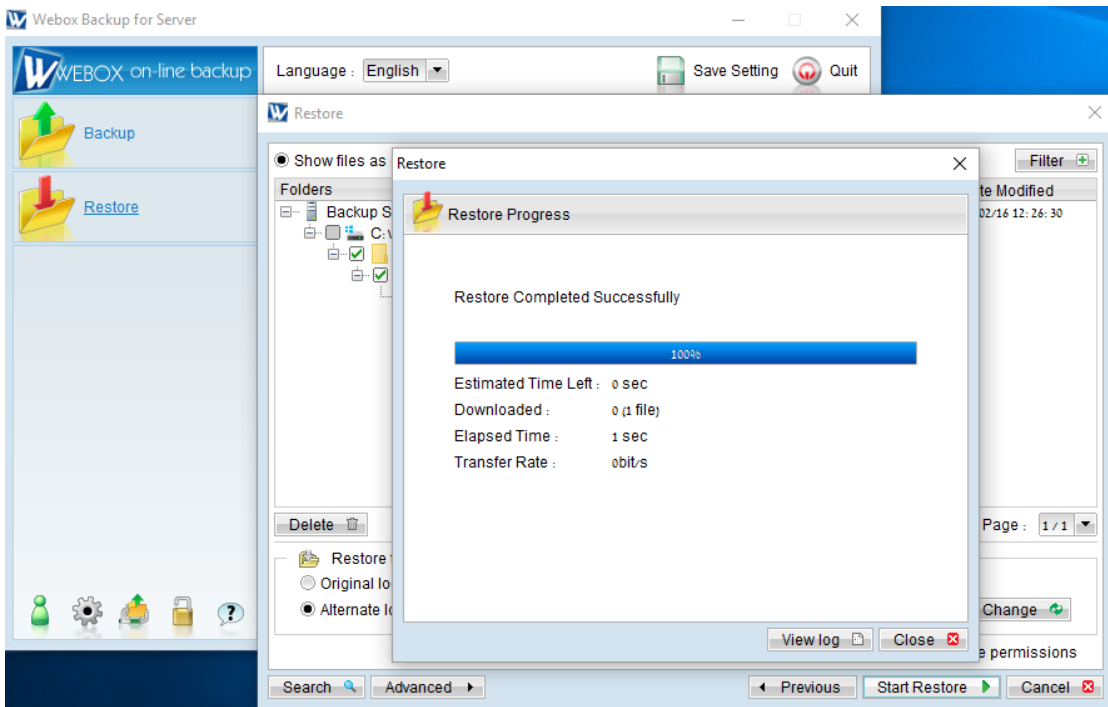 Webox Backup for Server
WEBOX on-line backup
Language : English
Save Setting
Quit
Backup
Restore
Restore
Show files as
Filter
Folders
te Modified
Backup S
02/16 12:26:30
C:\
Restore
Restore Progress
Restore Completed Successfully
100%
Estimated Time Left : 0 sec
Downloaded : 0 (1 file)
Elapsed Time : 1 sec
Transfer Rate : 0bit/s
Delete
Page : 1/1
Restore
Original lo
Alternate lo
Change
View log
Close
e permissions
Search
Advanced
Previous
Start Restore
Cancel